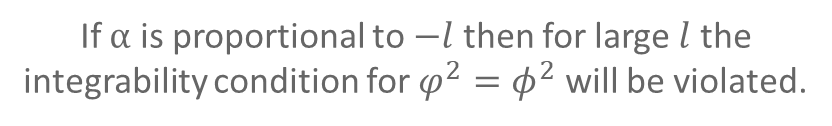 If α is proportional to −l then for large l the
integrability condition for φ² = ϕ² will be violated.